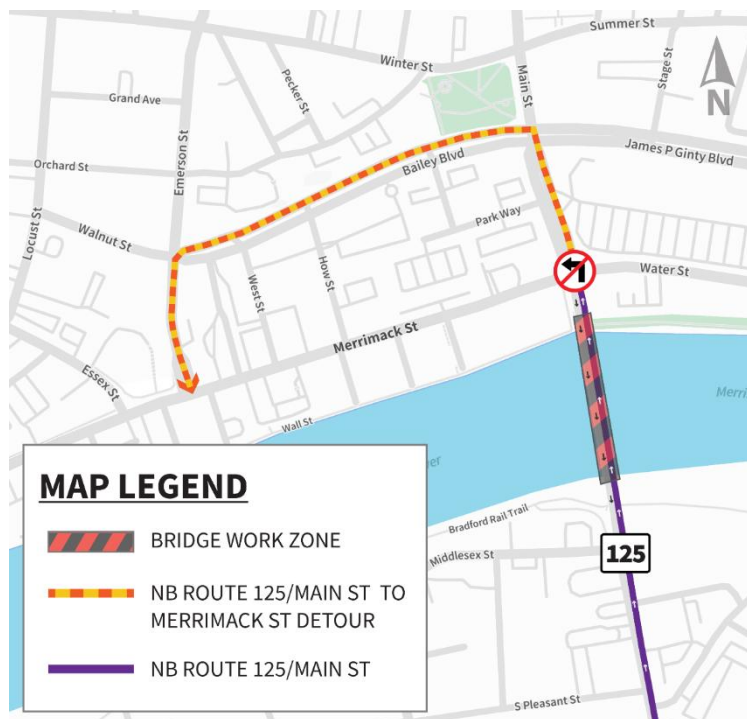 Summer St
Winter St
Stage St
Main St
Pecker St
Grand Ave
N
Emerson St
James P Ginty Blvd
Bailey Blvd
Orchard St
Locust St
Walnut St
Park Way
Water St
West St
How St
Merrimack St
Essex St
Wall St
MAP LEGEND
BRIDGE WORK ZONE
NB ROUTE 125/MAIN ST TO
MERRIMACK ST DETOUR
NB ROUTE 125/MAIN ST
Bradford Rail Trail
Middlesex St
125
S Pleasant St